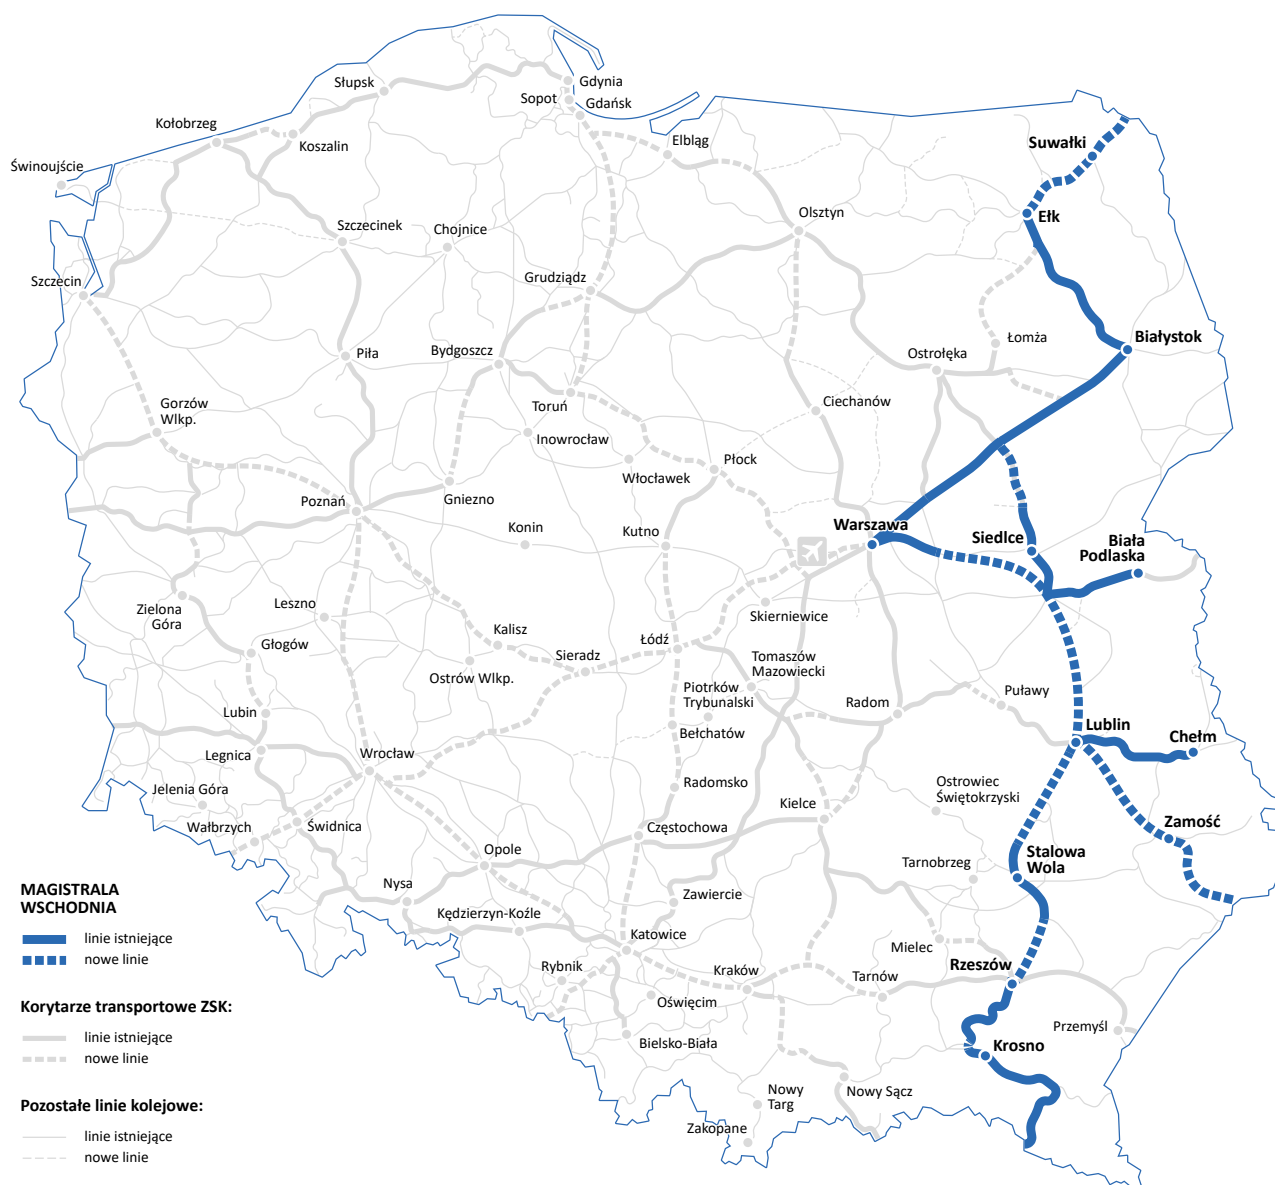 Gdynia
Słupsk
Sopot
Gdańsk
Kołobrzeg
Koszalin
Elbląg
Suwałki
Świnoujście
Olsztyn
Ełk
Szczecinek
Chojnice
Szczecin
Grudziądz
Białystok
Łomża
Bydgoszcz
Piła
Ostrołęka
Gorzów
Wlkp.
Toruń
Ciechanów
Inowrocław
Płock
Włocławek
Poznań
Gniezno
Konin
Kutno
Warszawa
Siedlce
Biała
Podlaska
Zielona
Góra
Leszno
Skierniewice
Kalisz
Łódź
Głogów
Sieradz
Tomaszów
Mazowiecki
Ostrów Wlkp.
Piotrków
Trybunalski
Radom
Puławy
Lubin
Bełchatów
Lublin
Chełm
Legnica
Wrocław
Jelenia Góra
Radomsko
Ostrowiec
Świętokrzyski
Kielce
Wałbrzych
Świdnica
Częstochowa
Zamość
Opole
Stalowa
Wola
Tarnobrzeg
Nysa
Zawiercie
Kędzierzyn-Koźle
Katowice
Mielec
Rybnik
Kraków
Tarnów
Rzeszów
Oświęcim
Przemyśl
Bielsko-Biała
Krosno
Nowy
Targ
Nowy Sącz
Zakopane
MAGISTRALA
WSCHODNIA
linie istniejące
nowe linie
Korytarze transportowe ZSK:
linie istniejące
nowe linie
Pozostałe linie kolejowe:
linie istniejące
nowe linie